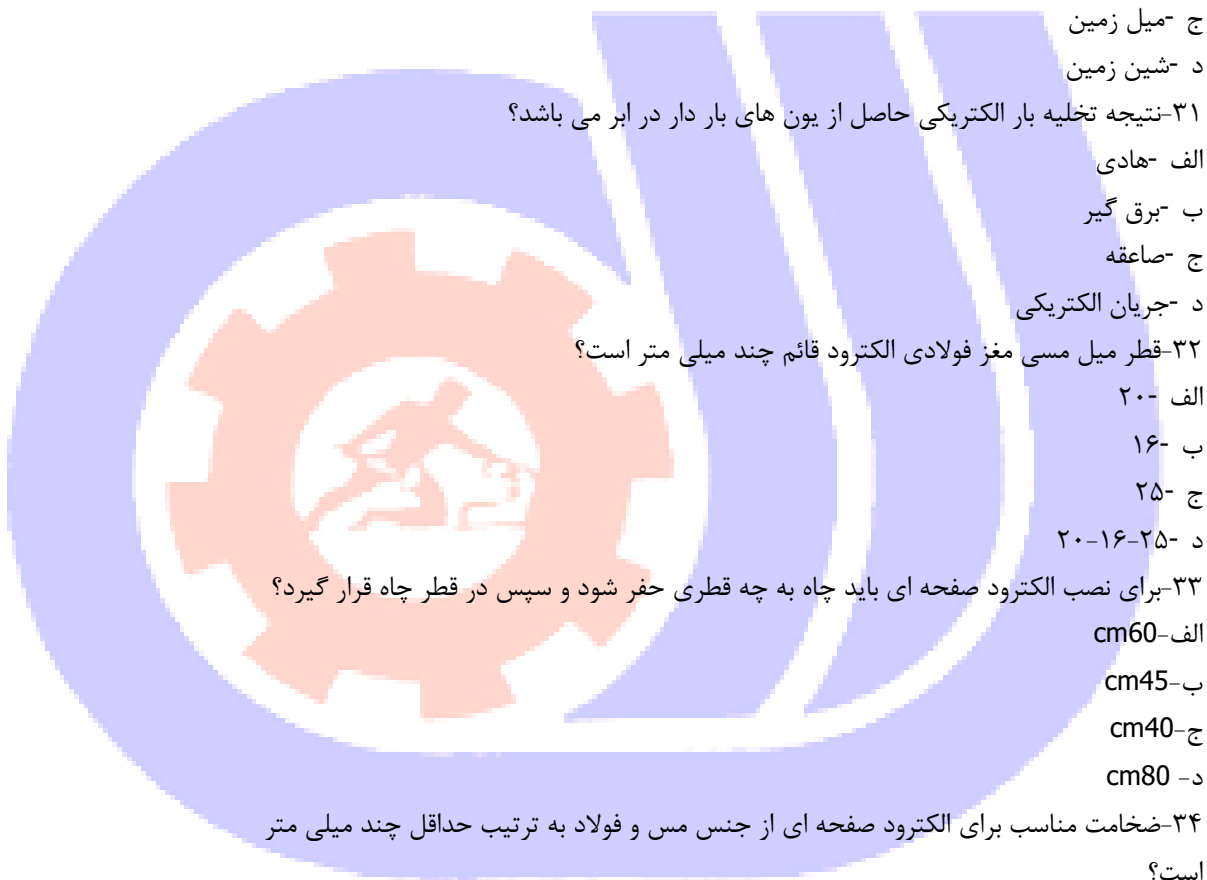 ج -میل زمین
د -شین زمین
۳۱-نتیجه تخلیه بار الکتریکی حاصل از یون های بار دار در ابر می باشد؟
الف -هادی
ب -برق گیر
ج -صاعقه
د -جریان الکتریکی
۳۲-قطر میل مسی مغز فولادی الکترود قائم چند میلی متر است؟
الف -۲۰
ب -۱۶
ج -۲۵
د -۲۵-۱۶-۲۰
۳۳-برای نصب الکترود صفحه ای باید چاه به چه قطری حفر شود و سپس در قطر چاه قرار گیرد؟
الف-cm60
ب-cm45
ج-cm40
د- cm80
۳۴-ضخامت مناسب برای الکترود صفحه ای از جنس مس و فولاد به ترتیب حداقل چند میلی متر
است؟